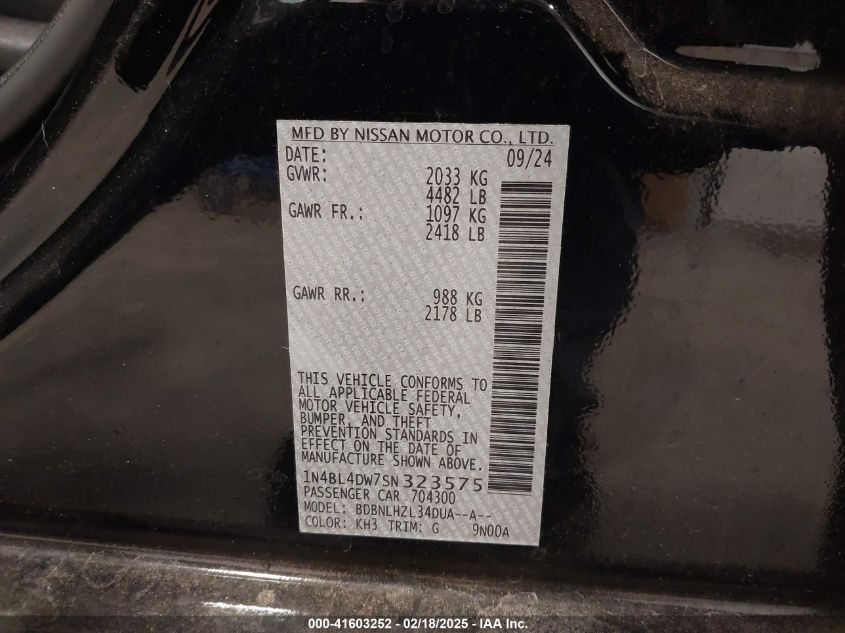 MFD BY NISSAN MOTOR CO., LTD.
DATE: 09/24
GVWR: 2033 KG
4482 LB
GAWR FR.: 1097 KG
2418 LB
GAWR RR.: 988 KG
2178 LB
THIS VEHICLE CONFORMS TO
ALL APPLICABLE FEDERAL
MOTOR VEHICLE SAFETY,
BUMPER, AND THEFT
PREVENTION STANDARDS IN
EFFECT ON THE DATE OF
MANUFACTURE SHOWN ABOVE.
1N4BL4DW7SN323575
PASSENGER CAR 704300
MODEL: BDBNLHZL34DUA--A--
COLOR: KH3 TRIM: G 9N00A
000-41603252 - 02/18/2025 - IAAI.com